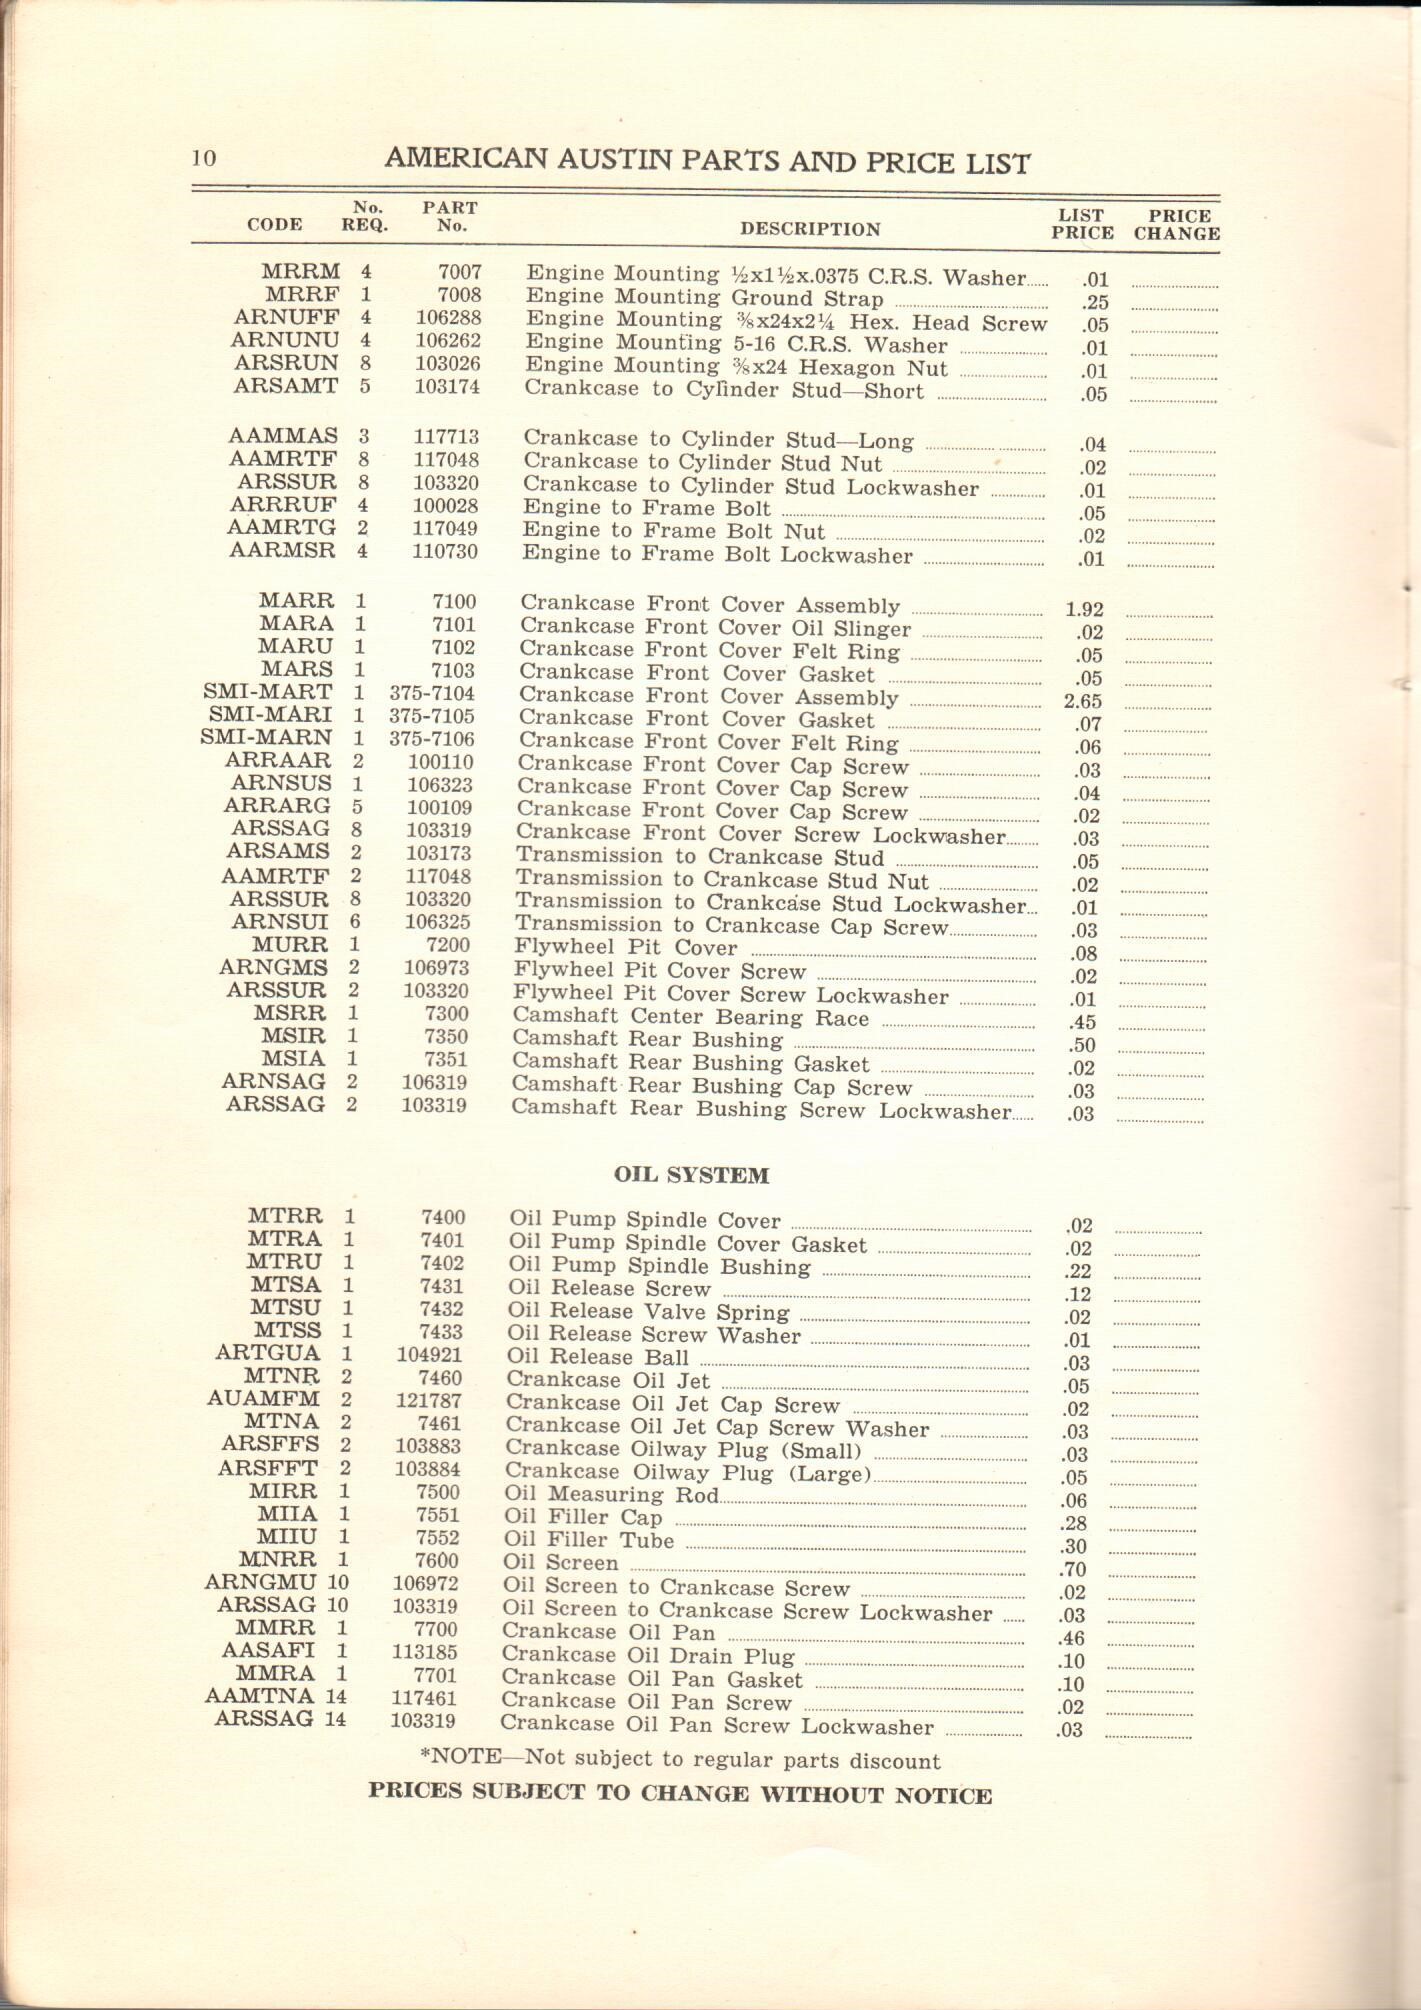 10 AMERICAN AUSTIN PARTS AND PRICE LIST
CODE No. REQ. PART No. DESCRIPTION LIST PRICE PRICE CHANGE
MRRM 4 7007 Engine Mounting ½x1½x.0375 C.R.S. Washer ..... .01
MRRF 1 7008 Engine Mounting Ground Strap ..... .25
ARNUFF 4 106288 Engine Mounting ⅜x24x2¼ Hex. Head Screw .05
ARNUNU 4 106262 Engine Mounting 5-16 C.R.S. Washer ..... .01
ARSRUN 8 103026 Engine Mounting ⅜x24 Hexagon Nut ..... .01
ARSAMT 5 103174 Crankcase to Cylinder Stud—Short ..... .05
AAMMAS 3 117713 Crankcase to Cylinder Stud—Long ..... .04
AAMRTF 8 117048 Crankcase to Cylinder Stud Nut ..... .02
ARSSUR 8 103320 Crankcase to Cylinder Stud Lockwasher ..... .01
ARRRUF 4 100028 Engine to Frame Bolt ..... .05
AAMRTG 2 117049 Engine to Frame Bolt Nut ..... .02
AARMSR 4 110730 Engine to Frame Bolt Lockwasher ..... .01
MARR 1 7100 Crankcase Front Cover Assembly ..... 1.92
MARA 1 7101 Crankcase Front Cover Oil Slinger ..... .02
MARU 1 7102 Crankcase Front Cover Felt Ring ..... .05
MARS 1 7103 Crankcase Front Cover Gasket ..... .05
SMI-MART 1 375-7104 Crankcase Front Cover Assembly ..... 2.65
SMI-MARI 1 375-7105 Crankcase Front Cover Gasket ..... .07
SMI-MARN 1 375-7106 Crankcase Front Cover Felt Ring ..... .06
ARRAAR 2 100110 Crankcase Front Cover Cap Screw ..... .03
ARNSUS 1 106323 Crankcase Front Cover Cap Screw ..... .04
ARRARG 5 100109 Crankcase Front Cover Cap Screw ..... .02
ARSSAG 8 103319 Crankcase Front Cover Screw Lockwasher ..... .03
ARSAMS 2 103173 Transmission to Crankcase Stud ..... .05
AAMRTF 2 117048 Transmission to Crankcase Stud Nut ..... .02
ARSSUR 8 103320 Transmission to Crankcase Stud Lockwasher ... .01
ARNSUI 6 106325 Transmission to Crankcase Cap Screw ..... .03
MURR 1 7200 Flywheel Pit Cover ..... .08
ARNGMS 2 106973 Flywheel Pit Cover Screw ..... .02
ARSSUR 2 103320 Flywheel Pit Cover Screw Lockwasher ..... .01
MSRR 1 7300 Camshaft Center Bearing Race ..... .45
MSIR 1 7350 Camshaft Rear Bushing ..... .50
MSIA 1 7351 Camshaft Rear Bushing Gasket ..... .02
ARNSAG 2 106319 Camshaft Rear Bushing Cap Screw ..... .03
ARSSAG 2 103319 Camshaft Rear Bushing Screw Lockwasher ..... .03
OIL SYSTEM
MTRR 1 7400 Oil Pump Spindle Cover ..... .02
MTRA 1 7401 Oil Pump Spindle Cover Gasket ..... .02
MTRU 1 7402 Oil Pump Spindle Bushing ..... .22
MTSA 1 7431 Oil Release Screw ..... .12
MTSU 1 7432 Oil Release Valve Spring ..... .02
MTSS 1 7433 Oil Release Screw Washer ..... .01
ARTGUA 1 104921 Oil Release Ball ..... .03
MTNR 2 7460 Crankcase Oil Jet ..... .05
AUAMFM 2 121787 Crankcase Oil Jet Cap Screw ..... .02
MTNA 2 7461 Crankcase Oil Jet Cap Screw Washer ..... .03
ARSFFS 2 103883 Crankcase Oilway Plug (Small) ..... .03
ARSFFT 2 103884 Crankcase Oilway Plug (Large) ..... .05
MIRR 1 7500 Oil Measuring Rod ..... .06
MIIA 1 7551 Oil Filler Cap ..... .28
MIIU 1 7552 Oil Filler Tube ..... .30
MNRR 1 7600 Oil Screen ..... .70
ARNGMU 10 106972 Oil Screen to Crankcase Screw ..... .02
ARSSAG 10 103319 Oil Screen to Crankcase Screw Lockwasher ..... .03
MMRR 1 7700 Crankcase Oil Pan ..... .46
AASAFI 1 113185 Crankcase Oil Drain Plug ..... .10
MMRA 1 7701 Crankcase Oil Pan Gasket ..... .10
AAMTNA 14 117461 Crankcase Oil Pan Screw ..... .02
ARSSAG 14 103319 Crankcase Oil Pan Screw Lockwasher ..... .03
*NOTE—Not subject to regular parts discount
PRICES SUBJECT TO CHANGE WITHOUT NOTICE